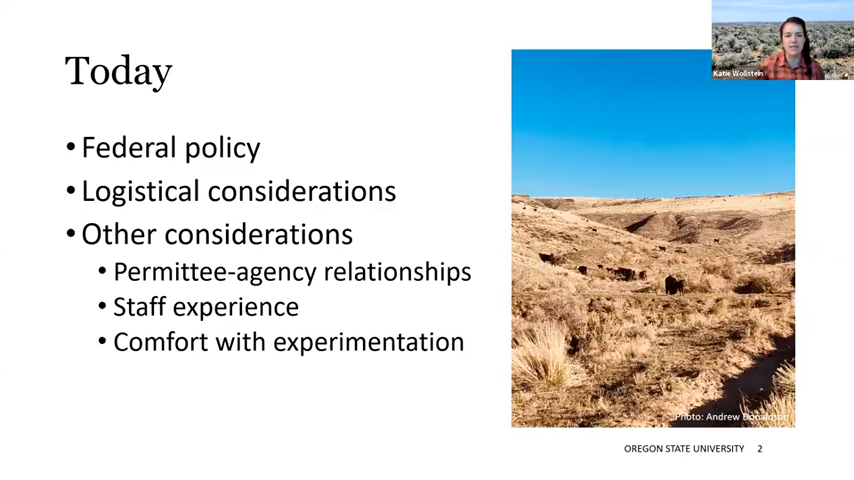 Katie Wollstein
Today
• Federal policy
• Logistical considerations
• Other considerations
• Permittee-agency relationships
• Staff experience
• Comfort with experimentation
Photo: Andrew
OREGON STATE UNIVERSITY 2